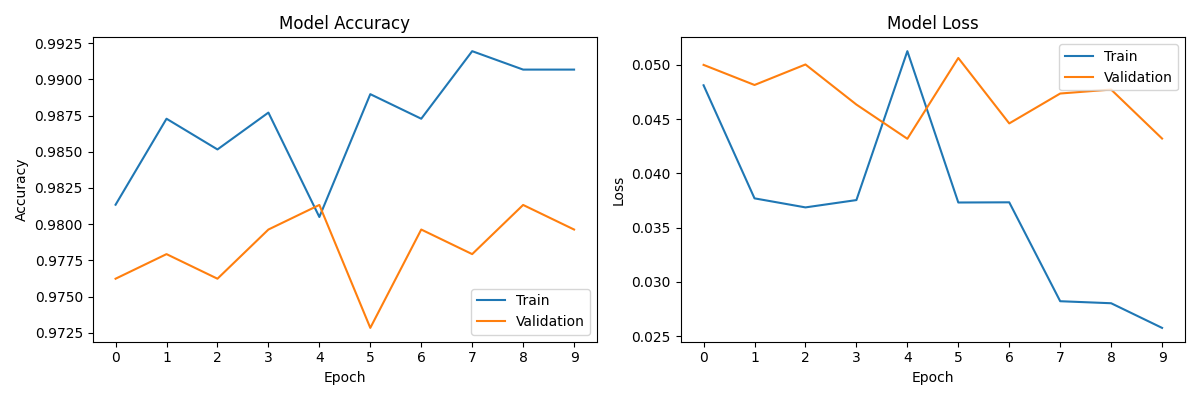 Model Accuracy
0.9925
0.9900
0.9875
0.9850
0.9825
0.9800
0.9775
0.9750
0.9725
Accuracy
0 1 2 3 4 5 6 7 8 9
Epoch
Train
Validation
Model Loss
0.050
0.045
0.040
0.035
0.030
0.025
Loss
0 1 2 3 4 5 6 7 8 9
Epoch
Train
Validation